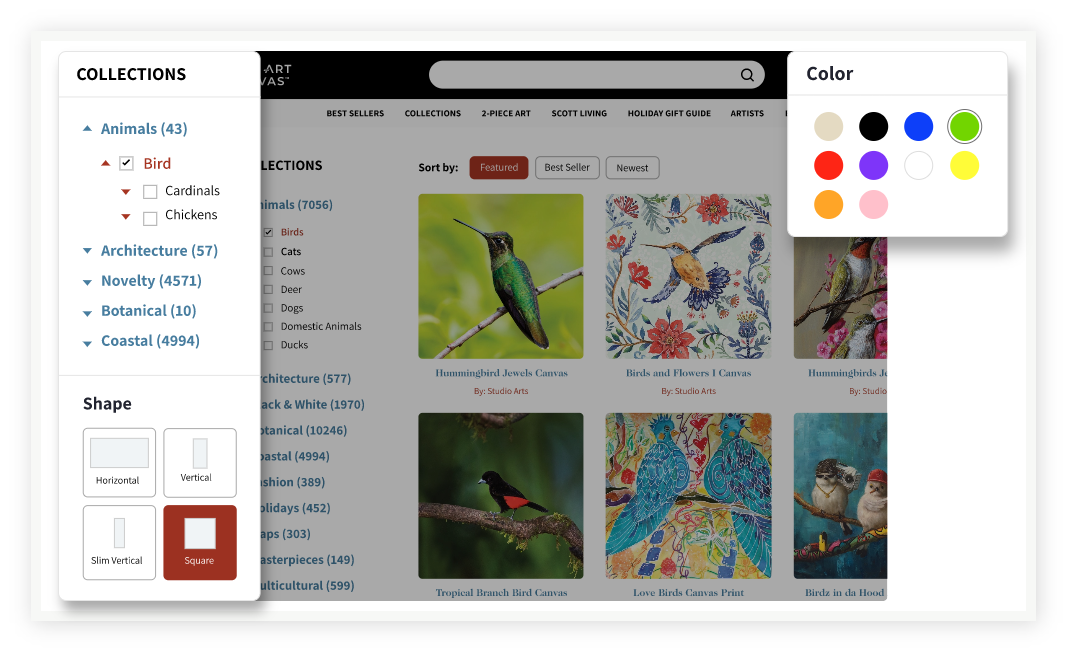 COLLECTIONS
Animals (43)
Bird
Cardinals
Chickens
Architecture (57)
Novelty (4571)
Botanical (10)
Coastal (4994)
Shape
Horizontal
Vertical
Slim Vertical
Square
ART
VAS™
BEST SELLERS COLLECTIONS 2-PIECE ART SCOTT LIVING HOLIDAY GIFT GUIDE ARTISTS
LECTIONS
nimals (7056)
Birds
Cats
Cows
Deer
Dogs
Domestic Animals
Ducks
rchitecture (577)
ack & White (1970)
otanical (10246)
oastal (4994)
ashion (389)
olidays (452)
aps (303)
asterpieces (149)
ulticultural (599)
Sort by: Featured Best Seller Newest
Hummingbird Jewels Canvas
By: Studio Arts
Birds and Flowers I Canvas
By: Studio Arts
Hummingbirds Je
By: Studio
Tropical Branch Bird Canvas
Love Birds Canvas Print
Birdz in da Hood
Color